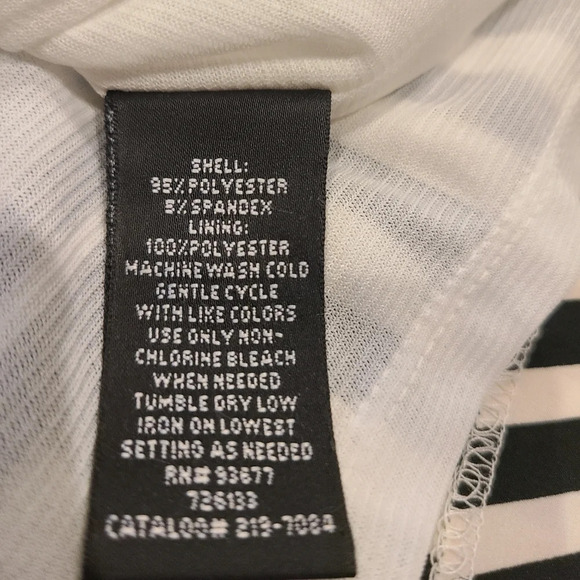 SHELL:
95%POLYESTER
5%SPANDEX
LINING:
100%POLYESTER
MACHINE WASH COLD
GENTLE CYCLE
WITH LIKE COLORS
USE ONLY NON-
CHLORINE BLEACH
WHEN NEEDED
TUMBLE DRY LOW
IRON ON LOWEST
SETTING AS NEEDED
RN# 93677
726133
CATALOG# 219-7084